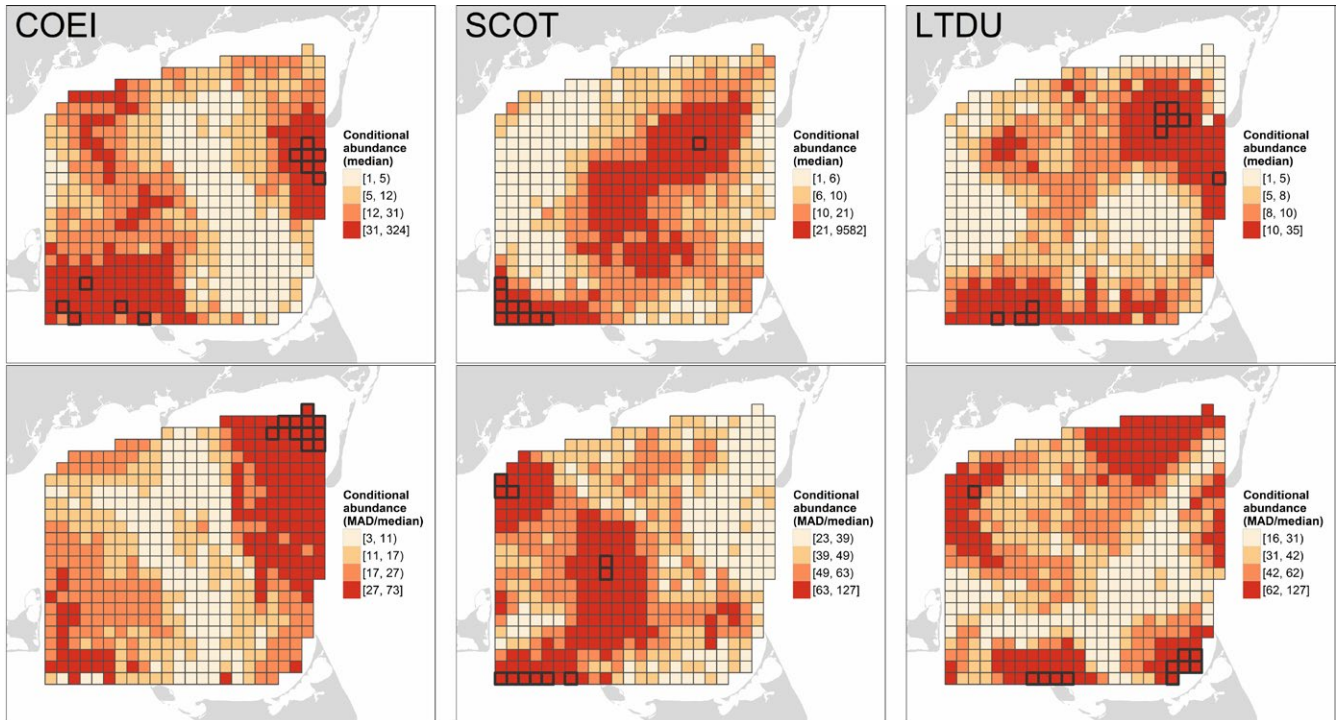 COEI
Conditional
abundance
(median)
[1, 5)
[5, 12)
[12, 31)
[31, 324]
SCOT
Conditional
abundance
(median)
[1, 6)
[6, 10)
[10, 21)
[21, 9582]
LTDU
Conditional
abundance
(median)
[1, 5)
[5, 8)
[8, 10)
[10, 35]
Conditional
abundance
(MAD/median)
[3, 11)
[11, 17)
[17, 27)
[27, 73]
Conditional
abundance
(MAD/median)
[23, 39)
[39, 49)
[49, 63)
[63, 127]
Conditional
abundance
(MAD/median)
[16, 31)
[31, 42)
[42, 62)
[62, 127]